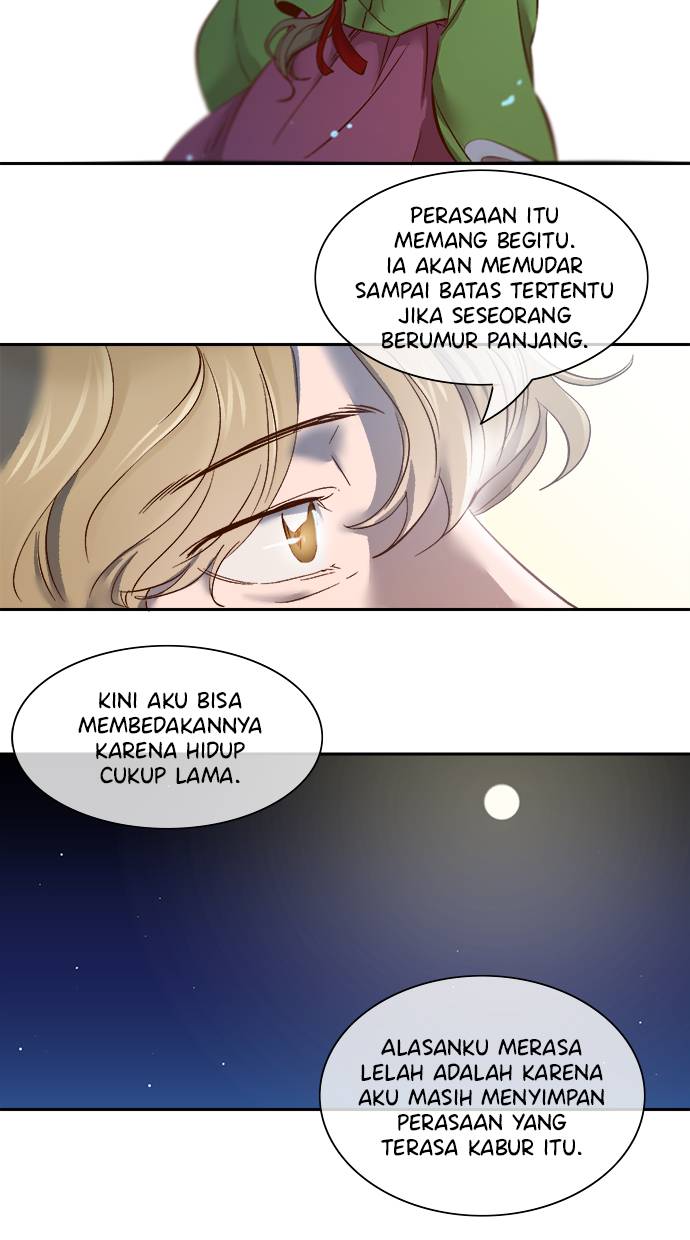 PERASAAN ITU
MEMANG BEGITU.
IA AKAN MEMUDAR
SAMPAI BATAS TERTENTU
JIKA SESEORANG
BERUMUR PANJANG.
KINI AKU BISA
MEMBEDAKANNYA
KARENA HIDUP
CUKUP LAMA.
ALASANKU MERASA
LELAH ADALAH KARENA
AKU MASIH MENYIMPAN
PERASAAN YANG
TERASA KABUR ITU.